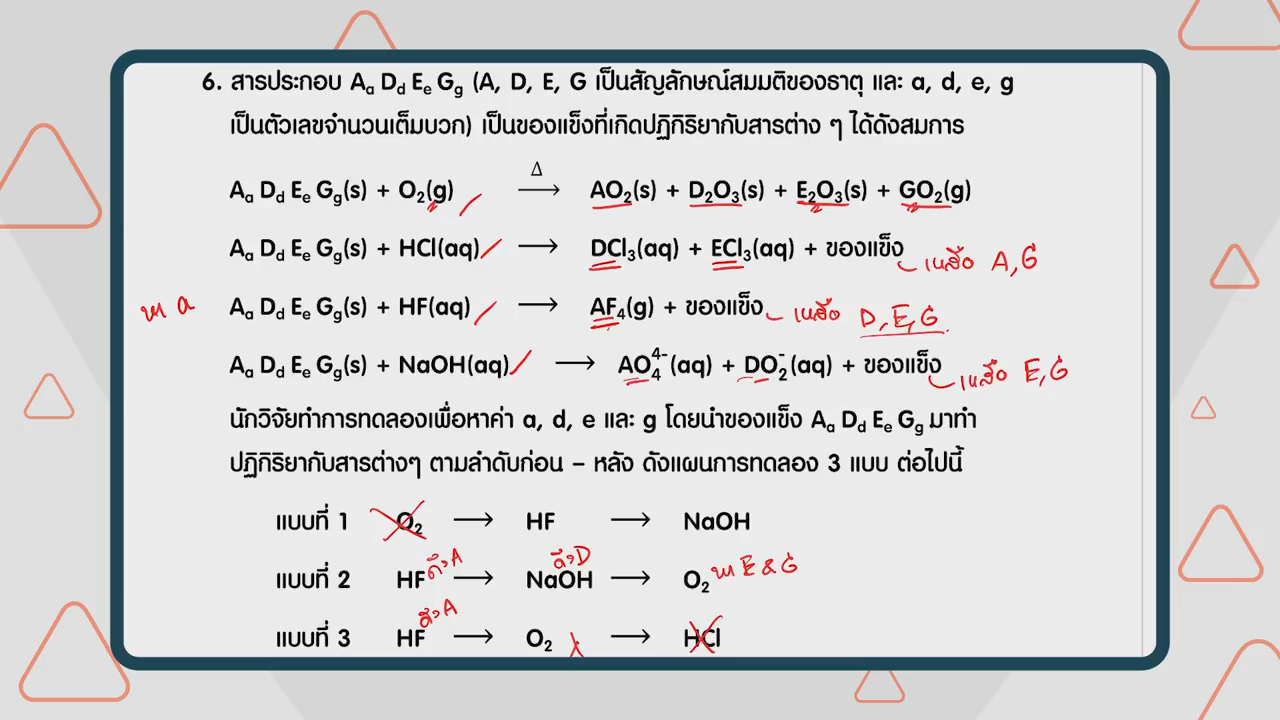 6. สารประกอบ Aₐ D_d Eₑ G_g (A, D, E, G เป็นสัญลักษณ์สมมติของธาตุ และ a, d, e, g
เป็นตัวเลขจำนวนเต็มบวก) เป็นของแข็งที่เกิดปฏิกิริยากับสารต่าง ๆ ได้ดังสมการ
Aₐ D_d Eₑ G_g(s) + O₂(g) Δ⟶ AO₂(s) + D₂O₃(s) + E₂O₃(s) + GO₂(g)
Aₐ D_d Eₑ G_g(s) + HCl(aq) ⟶ DCl₃(aq) + ECl₃(aq) + ของแข็ง เหลือ A, G
หา a Aₐ D_d Eₑ G_g(s) + HF(aq) ⟶ AF₄(g) + ของแข็ง เหลือ D, E, G
Aₐ D_d Eₑ G_g(s) + NaOH(aq) ⟶ AO₄⁴⁻(aq) + DO₂⁻(aq) + ของแข็ง เหลือ E, G
นักวิจัยทำการทดลองเพื่อหาค่า a, d, e และ g โดยนำของแข็ง Aₐ D_d Eₑ G_g มาทำ
ปฏิกิริยากับสารต่างๆ ตามลำดับก่อน – หลัง ดังแผนการทดลอง 3 แบบ ต่อไปนี้
แบบที่ 1 O₂ ⟶ HF ⟶ NaOH
แบบที่ 2 HF ดึง A ⟶ NaOH ดึง D ⟶ O₂ หา E & G
แบบที่ 3 HF ดึง A ⟶ O₂ ⟶ HCl